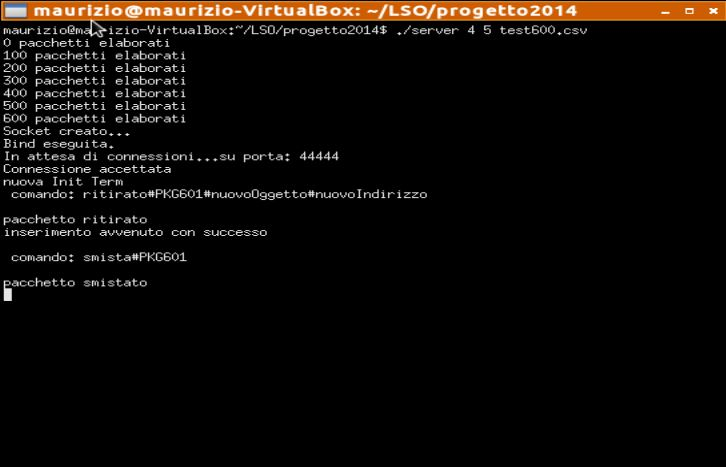 maurizio@maurizio-VirtualBox: ~/LSO/progetto2014
maurizio@maurizio-VirtualBox:~/LSO/progetto2014$ ./server 4 5 test600.csv
0 pacchetti elaborati
100 pacchetti elaborati
200 pacchetti elaborati
300 pacchetti elaborati
400 pacchetti elaborati
500 pacchetti elaborati
600 pacchetti elaborati
Socket creato...
Bind eseguita.
In attesa di connessioni...su porta: 44444
Connessione accettata
nuova Init Term
comando: ritirato#PKG601#nuovoOggetto#nuovoIndirizzo
pacchetto ritirato
inserimento avvenuto con successo
comando: smista#PKG601
pacchetto smistato